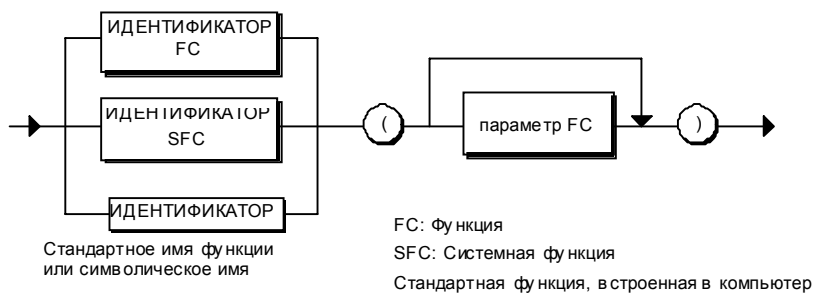 ИДЕНТИФИКАТОР
FC
ИДЕНТИФИКАТОР
SFC
(
параметр FC
)
ИДЕНТИФИКАТОР
Стандартное имя функции
или символическое имя
FC: Функция
SFC: Системная функция
Стандартная функция, встроенная в компьютер